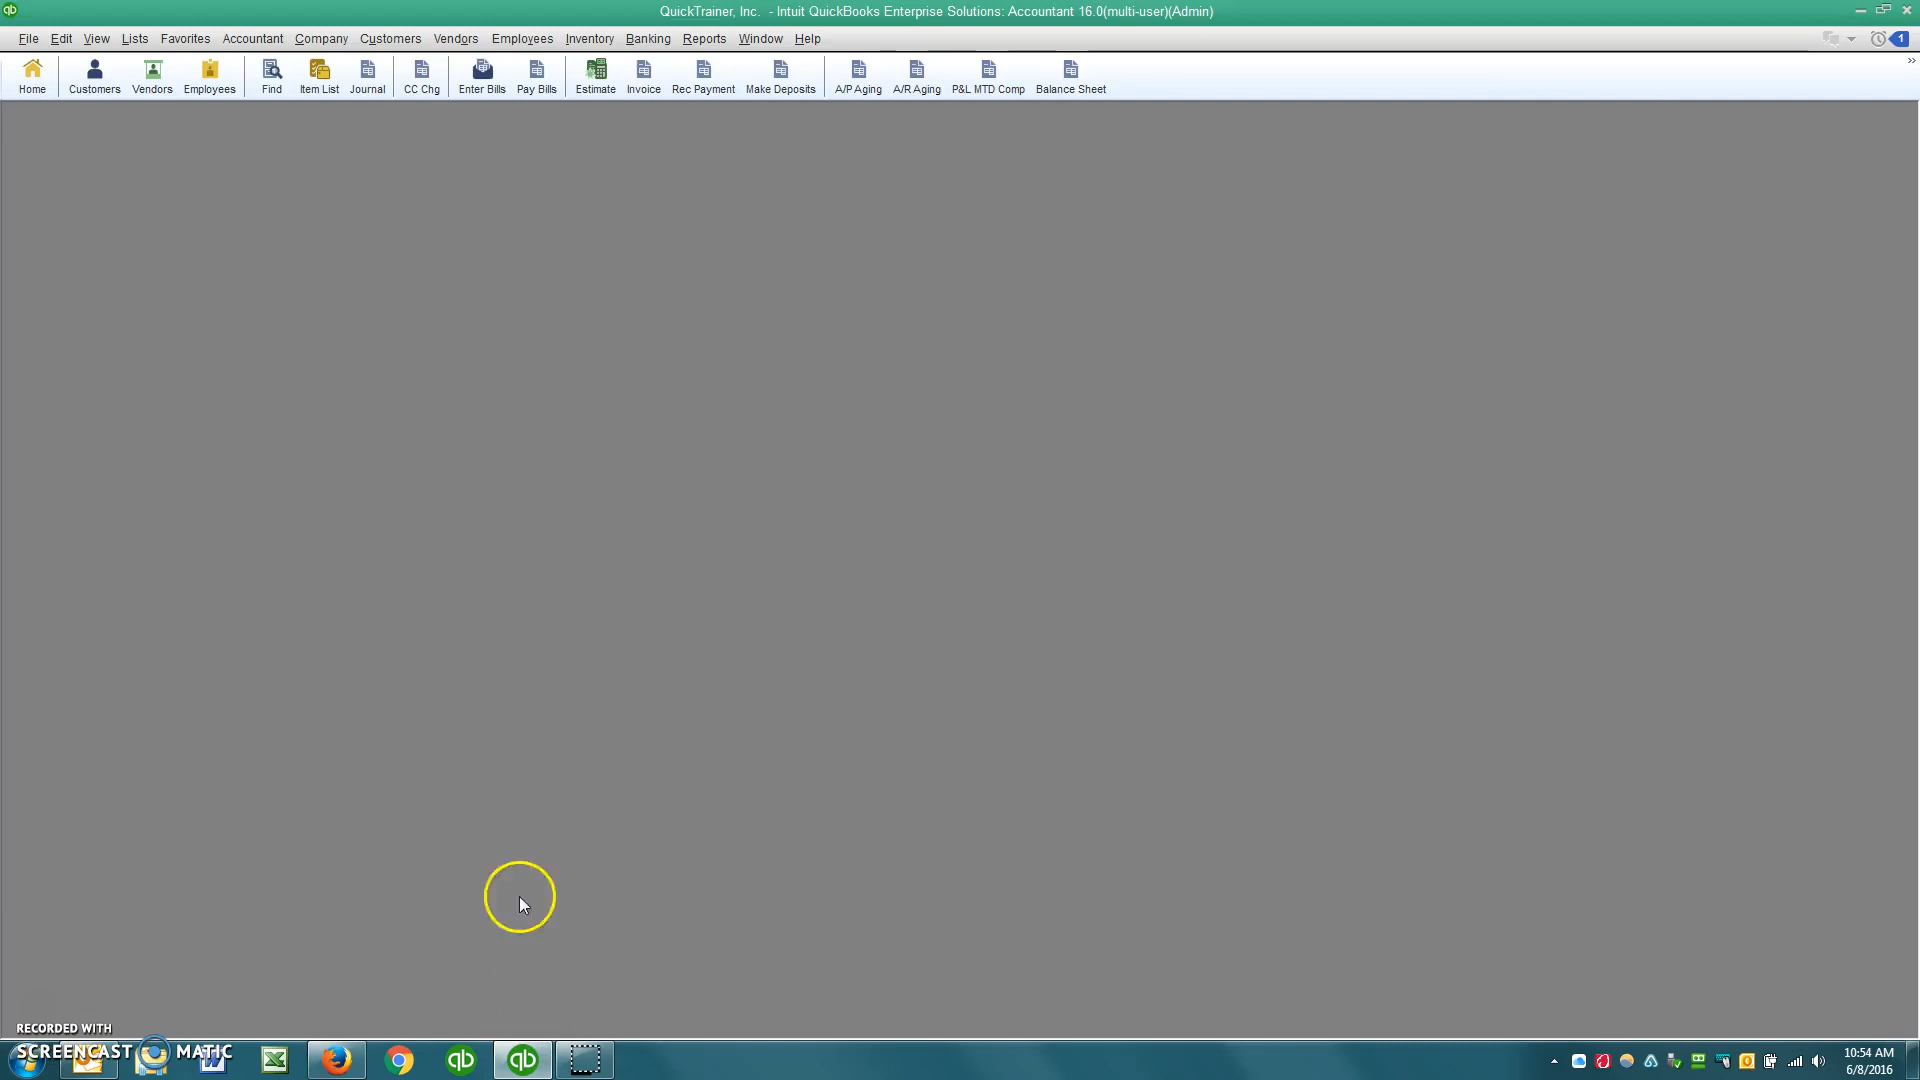 QuickTrainer, Inc. - Intuit QuickBooks Enterprise Solutions: Accountant 16.0(multi-user)(Admin)
File Edit View Lists Favorites Accountant Company Customers Vendors Employees Inventory Banking Reports Window Help
1
Home Customers Vendors Employees Find Item List Journal CC Chg Enter Bills Pay Bills Estimate Invoice Rec Payment Make Deposits A/P Aging A/R Aging P&L MTD Comp Balance Sheet
RECORDED WITH
SCREENCAST MATIC
10:54 AM
6/8/2016